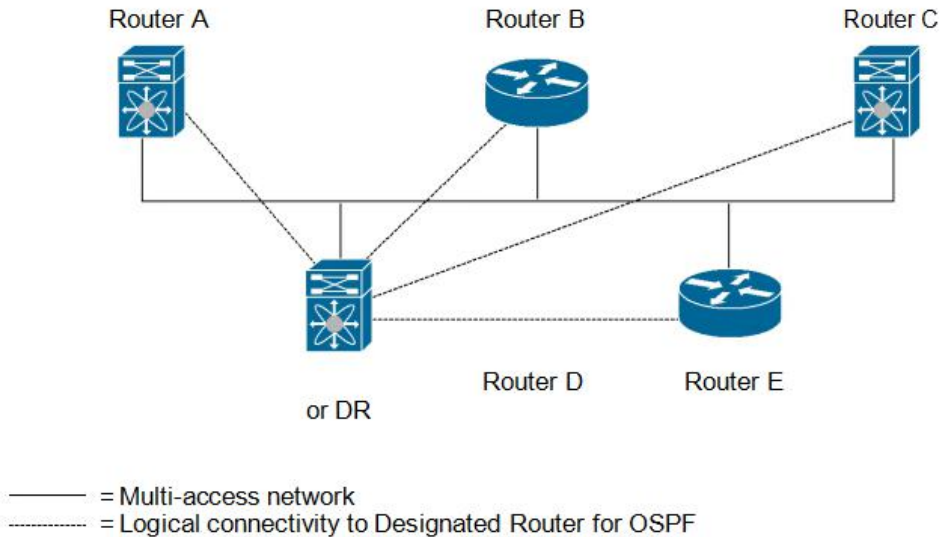 Router A
Router B
Router C
Router D
Router E
or DR
= Multi-access network
= Logical connectivity to Designated Router for OSPF